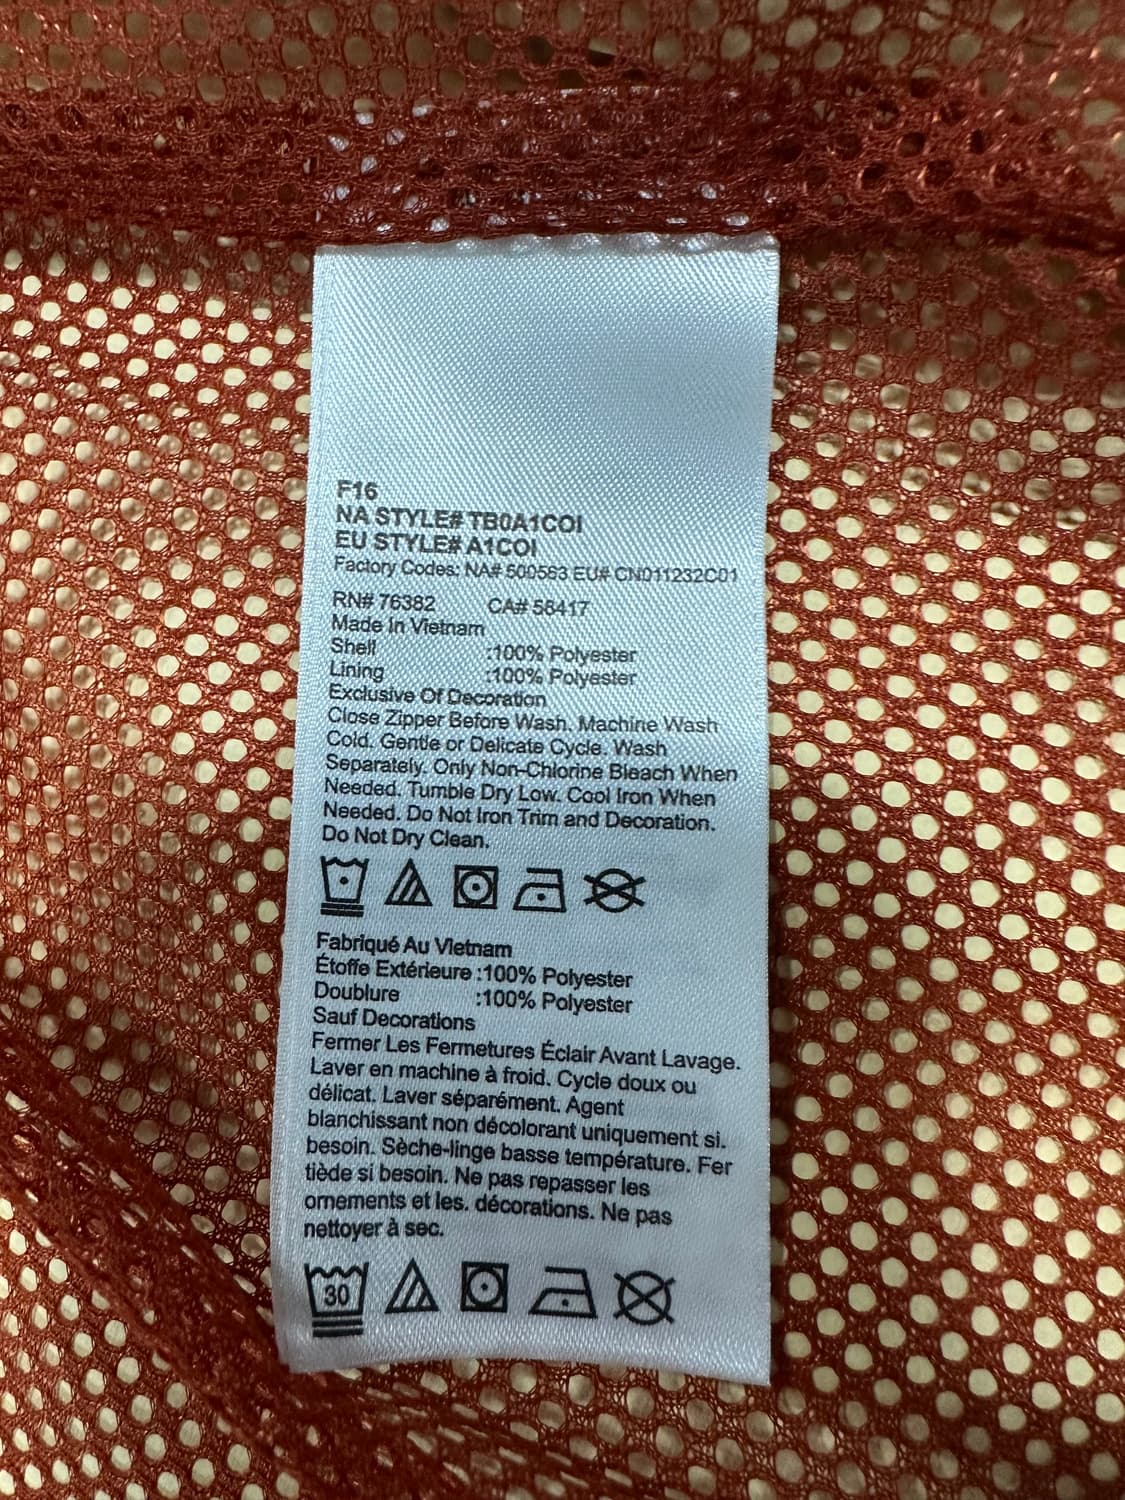 F16
NA STYLE# TB0A1COI
EU STYLE# A1COI
Factory Codes: NA# 500563 EU# CN011232C01
RN# 76382 CA# 58417
Made In Vietnam
Shell :100% Polyester
Lining :100% Polyester
Exclusive Of Decoration
Close Zipper Before Wash. Machine Wash
Cold. Gentle or Delicate Cycle. Wash
Separately. Only Non-Chlorine Bleach When
Needed. Tumble Dry Low. Cool Iron When
Needed. Do Not Iron Trim and Decoration.
Do Not Dry Clean.
Fabriqué Au Vietnam
Étoffe Extérieure :100% Polyester
Doublure :100% Polyester
Sauf Decorations
Fermer Les Fermetures Éclair Avant Lavage.
Laver en machine à froid. Cycle doux ou
délicat. Laver séparément. Agent
blanchissant non décolorant uniquement si.
besoin. Sèche-linge basse température. Fer
tiède si besoin. Ne pas repasser les
ornements et les. décorations. Ne pas
nettoyer à sec.
30